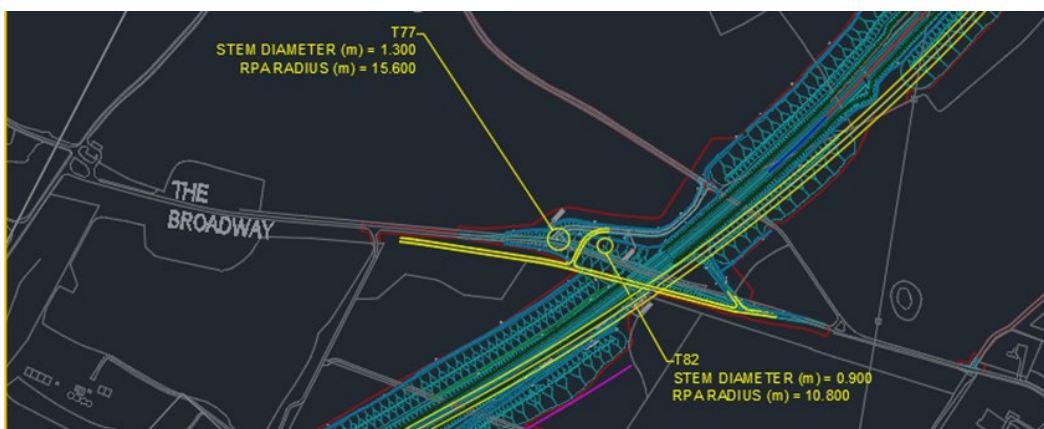 T77
STEM DIAMETER (m) = 1.300
RPA RADIUS (m) = 15.600
THE
BROADWAY
T82
STEM DIAMETER (m) = 0.900
RPA RADIUS (m) = 10.800